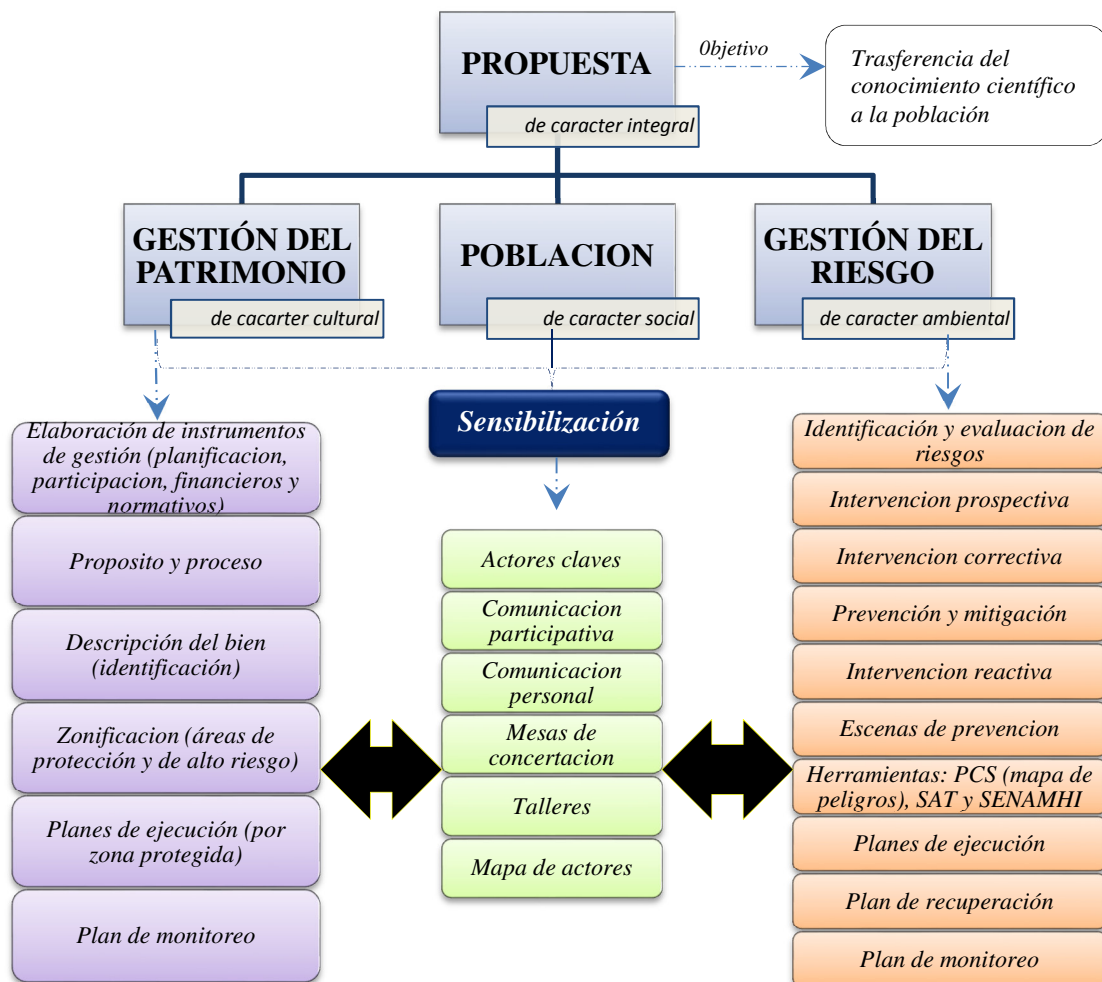 PROPUESTA
de caracter integral
0bjetivo
Trasferencia del
conocimiento científico
a la población
GESTIÓN DEL
PATRIMONIO
de cacarter cultural
POBLACION
de caracter social
GESTIÓN DEL
RIESGO
de caracter ambiental
Sensibilización
Elaboración de instrumentos
de gestión (planificacion,
participacion, financieros y
normativos)
Proposito y proceso
Descripción del bien
(identificación)
Zonificacion (áreas de
protección y de alto riesgo)
Planes de ejecución (por
zona protegida)
Plan de monitoreo
Actores claves
Comunicacion
participativa
Comunicacion
personal
Mesas de
concertacion
Talleres
Mapa de actores
Identificación y evaluacion de
riesgos
Intervencion prospectiva
Intervencion correctiva
Prevención y mitigación
Intervencion reactiva
Escenas de prevencion
Herramientas: PCS (mapa de
peligros), SAT y SENAMHI
Planes de ejecución
Plan de recuperación
Plan de monitoreo